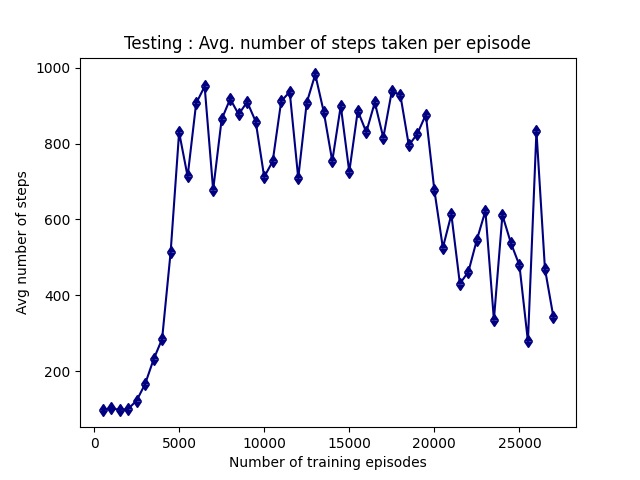 Testing : Avg. number of steps taken per episode
1000
800
600
400
200
Avg number of steps
0 5000 10000 15000 20000 25000
Number of training episodes